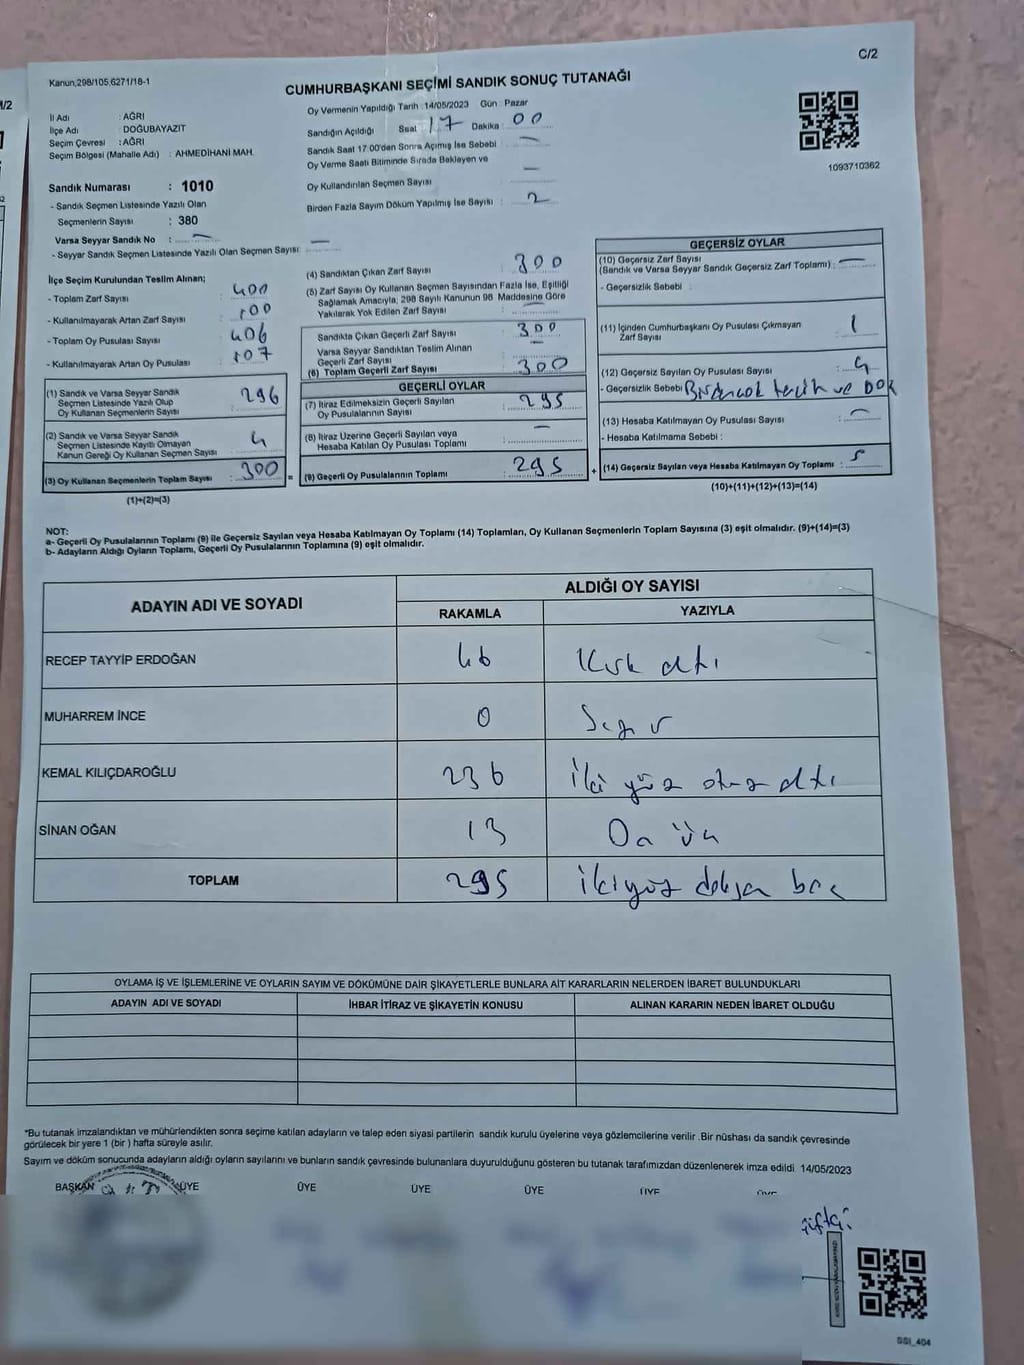 C/2
Kanun,298/105,6271/18-1
CUMHURBAŞKANI SEÇİMİ SANDIK SONUÇ TUTANAĞI
İl Adı : AĞRI
İlçe Adı : DOĞUBAYAZIT
Seçim Çevresi : AĞRI
Seçim Bölgesi (Mahalle Adı) : AHMEDİHANİ MAH.
Oy Vermenin Yapıldığı Tarih :14/05/2023 Gün : Pazar
Sandığın Açıldığı Saat 17 Dakika : 00
Sandık Saat 17:00'den Sonra Açımış İse Sebebi : —
Oy Verme Saati Bitiminde Sırada Bekleyen ve
Oy Kullandırılan Seçmen Sayısı : —
Birden Fazla Sayım Döküm Yapılmış İse Sayısı : 2
1093710362
Sandık Numarası : 1010
- Sandık Seçmen Listesinde Yazılı Olan
Seçmenlerin Sayısı : 380
Varsa Seyyar Sandık No : —
- Seyyar Sandık Seçmen Listesinde Yazılı Olan Seçmen Sayısı: —
İlçe Seçim Kurulundan Teslim Alınan;
- Toplam Zarf Sayısı : 400
- Kullanılmayarak Artan Zarf Sayısı : 100
- Toplam Oy Pusulası Sayısı : 406
- Kullanılmayarak Artan Oy Pusulası : 107
(1) Sandık ve Varsa Seyyar Sandık
Seçmen Listesinde Yazılı Olup
Oy Kullanan Seçmenlerin Sayısı : 296
(2) Sandık ve Varsa Seyyar Sandık
Seçmen Listesinde Kayıtlı Olmayan
Kanun Gereği Oy Kullanan Seçmen Sayısı : 4
(3) Oy Kullanan Seçmenlerin Toplam Sayısı : 300
(1)+(2)=(3)
(4) Sandıktan Çıkan Zarf Sayısı : 300
(5) Zarf Sayısı Oy Kullanan Seçmen Sayısından Fazla İse, Eşitliği
Sağlamak Amacıyla, 298 Sayılı Kanunun 98 Maddesine Göre
Yakılarak Yok Edilen Zarf Sayısı : —
Sandıkta Çıkan Geçerli Zarf Sayısı : 300
Varsa Seyyar Sandıktan Teslim Alınan
Geçerli Zarf Sayısı : —
(6) Toplam Geçerli Zarf Sayısı : 300
GEÇERLİ OYLAR
(7) İtiraz Edilmeksizin Geçerli Sayılan
Oy Pusulalarının Sayısı : 295
(8) İtiraz Üzerine Geçerli Sayılan veya
Hesaba Katılan Oy Pusulası Toplamı : —
(9) Geçerli Oy Pusulalarının Toplamı : 295
GEÇERSİZ OYLAR
(10) Geçersiz Zarf Sayısı
(Sandık ve Varsa Seyyar Sandık Geçersiz Zarf Toplamı) : —
- Geçersizlik Sebebi :
(11) İçinden Cumhurbaşkanı Oy Pusulası Çıkmayan
Zarf Sayısı : 1
(12) Geçersiz Sayılan Oy Pusulası Sayısı : 4
- Geçersizlik Sebebi Birden çok tercih ve
(13) Hesaba Katılmayan Oy Pusulası Sayısı : —
- Hesaba Katılmama Sebebi :
(14) Geçersiz Sayılan veya Hesaba Katılmayan Oy Toplamı : 5
(10)+(11)+(12)+(13)=(14)
NOT:
a- Geçerli Oy Pusulalarının Toplamı (9) ile Geçersiz Sayılan veya Hesaba Katılmayan Oy Toplamı (14) Toplamları, Oy Kullanan Seçmenlerin Toplam Sayısına (3) eşit olmalıdır. (9)+(14)=(3)
b- Adayların Aldığı Oyların Toplamı, Geçerli Oy Pusulalarının Toplamına (9) eşit olmalıdır.
ADAYIN ADI VE SOYADI ALDIĞI OY SAYISI
RAKAMLA YAZIYLA
RECEP TAYYİP ERDOĞAN 46 Kırk altı
MUHARREM İNCE 0 Sıfır
KEMAL KILIÇDAROĞLU 236 iki yüz otuz altı
SİNAN OĞAN 13 On üç
TOPLAM 295 ikiyüz doksan beş
OYLAMA İŞ VE İŞLEMLERİNE VE OYLARIN SAYIM VE DÖKÜMÜNE DAİR ŞİKAYETLERLE BUNLARA AİT KARARLARIN NELERDEN İBARET BULUNDUKLARI
ADAYIN ADI VE SOYADI İHBAR İTİRAZ VE ŞİKAYETİN KONUSU ALINAN KARARIN NEDEN İBARET OLDUĞU
*Bu tutanak imzalandıktan ve mühürlendikten sonra seçime katılan adayların ve talep eden siyasi partilerin sandık kurulu üyelerine veya gözlemcilerine verilir .Bir nüshası da sandık çevresinde
görülecek bir yere 1 (bir ) hafta süreyle asılır.
Sayım ve döküm sonucunda adayların aldığı oyların sayılarını ve bunların sandık çevresinde bulunanlara duyurulduğunu gösteren bu tutanak tarafımızdan düzenlenerek imza edildi 14/05/2023
BAŞKAN ÜYE ÜYE ÜYE ÜYE ÜYE ÜYE
SSI_404